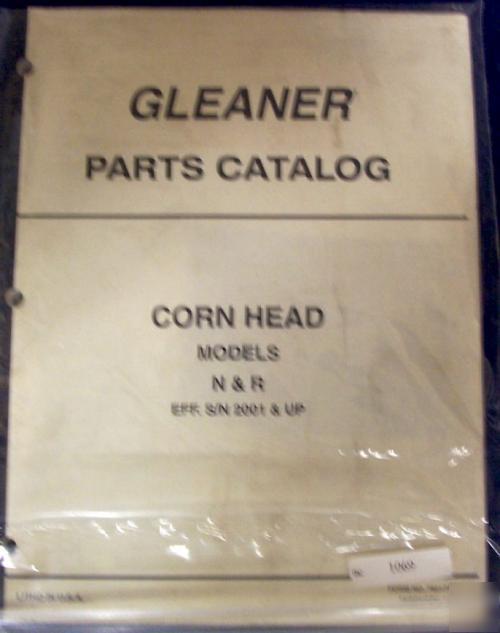 GLEANER
PARTS CATALOG
CORN HEAD
MODELS
N & R
EFF. S/N 2001 & UP